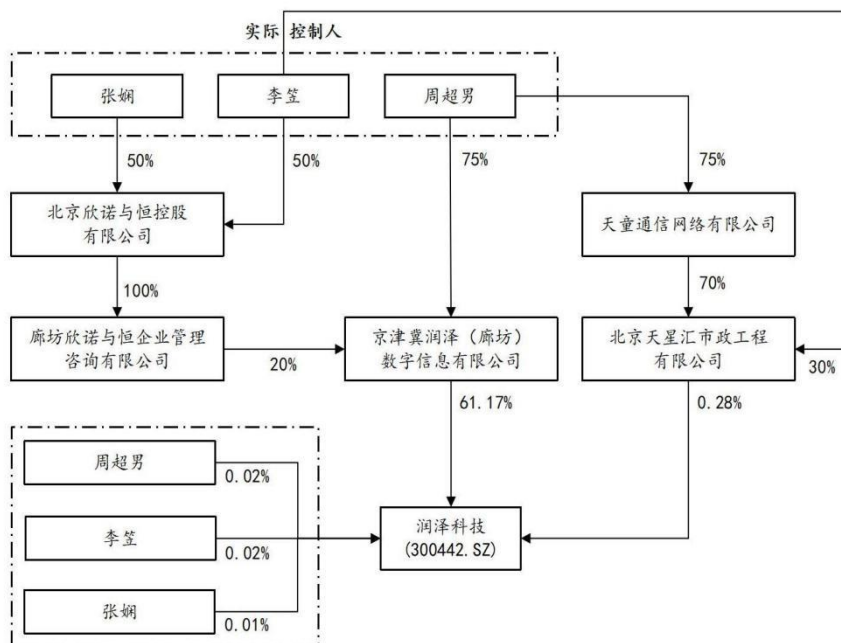 实际 控制人
张娴
李笠
周超男
50%
50%
75%
75%
北京欣诺与恒控股
有限公司
天童通信网络有限公司
100%
70%
廊坊欣诺与恒企业管理
咨询有限公司
20%
京津冀润泽（廊坊）
数字信息有限公司
北京天星汇市政工程
有限公司
30%
61.17%
0.28%
周超男
0.02%
李笠
0.02%
张娴
0.01%
润泽科技
(300442.SZ)